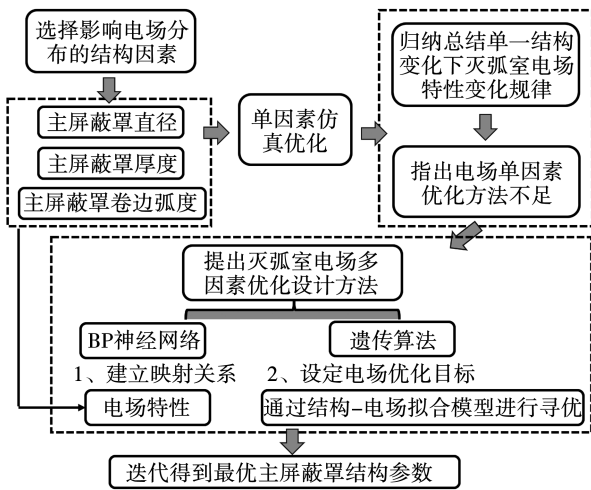 选择影响电场分
布的结构因素
主屏蔽罩直径
主屏蔽罩厚度
主屏蔽罩卷边弧度
单因素仿
真优化
归纳总结单一结构
变化下灭弧室电场
特性变化规律
指出电场单因素
优化方法不足
提出灭弧室电场多
因素优化设计方法
BP神经网络
1、建立映射关系
电场特性
遗传算法
2、设定电场优化目标
通过结构-电场拟合模型进行寻优
迭代得到最优主屏蔽罩结构参数